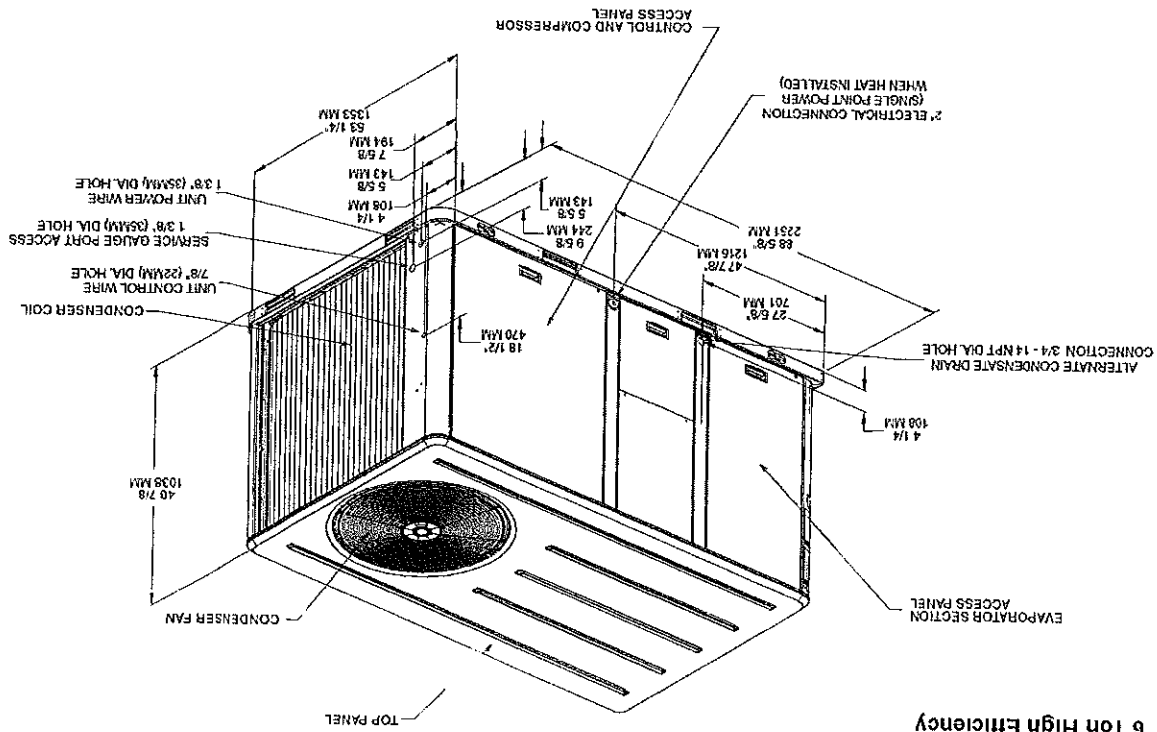 6 Ton High Efficiency
TOP PANEL
EVAPORATOR SECTION
ACCESS PANEL
CONDENSER FAN
40 7/8
1038 MM
4 1/4
108 MM
ALTERNATE CONDENSATE DRAIN
CONNECTION 3/4 - 14 NPT DIA. HOLE
18 1/2"
470 MM
CONDENSER COIL
27 5/8"
701 MM
UNIT CONTROL WIRE
7/8" (22MM) DIA. HOLE
47 7/8"
1216 MM
9 5/8
244 MM
SERVICE GAUGE PORT ACCESS
1 3/8" (35MM) DIA. HOLE
88 5/8"
2251 MM
5 5/8
143 MM
4 1/4
108 MM
UNIT POWER WIRE
1 3/8" (35MM) DIA. HOLE
5 5/8
143 MM
7 5/8
194 MM
53 1/4"
1353 MM
2" ELECTRICAL CONNECTION
(SINGLE POINT POWER
WHEN HEAT INSTALLED)
CONTROL AND COMPRESSOR
ACCESS PANEL